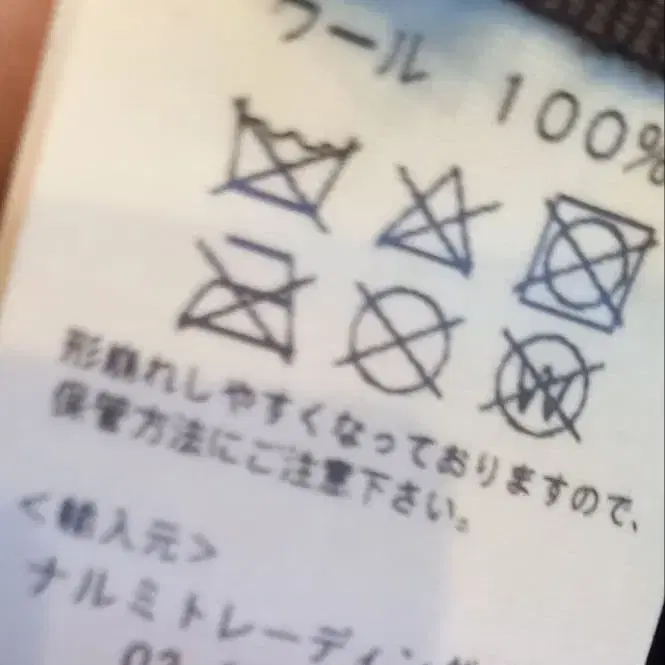 ウール 100%
W
形崩れしやすくなっておりますので、
保管方法にご注意下さい。
＜輸入元＞
ナルミトレーディング
03